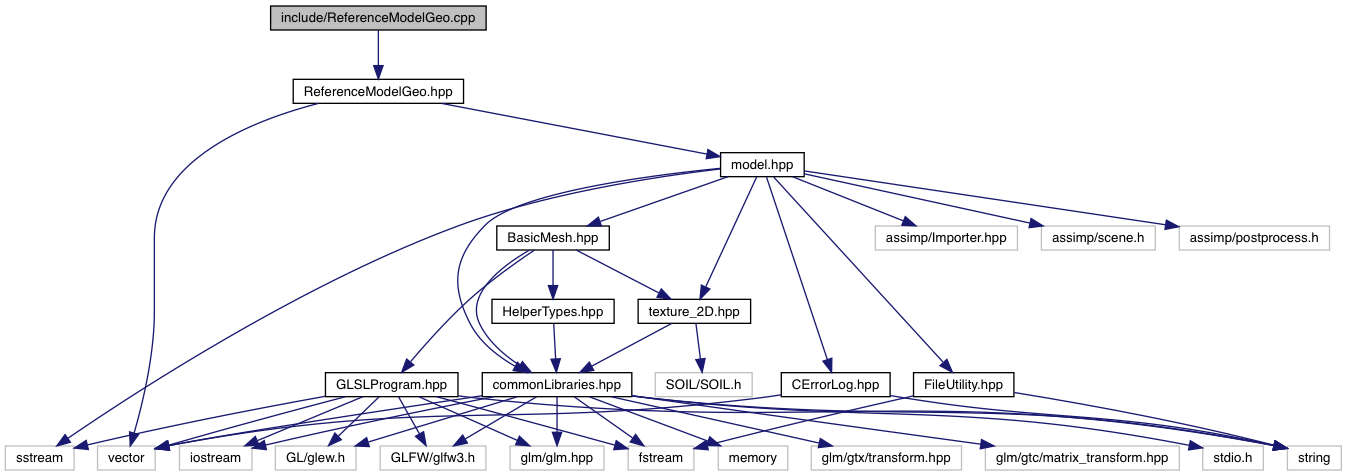 include/ReferenceModelGeo.cpp
ReferenceModelGeo.hpp
model.hpp
BasicMesh.hpp
assimp/Importer.hpp
assimp/scene.h
assimp/postprocess.h
HelperTypes.hpp
texture_2D.hpp
GLSLProgram.hpp
commonLibraries.hpp
SOIL/SOIL.h
CErrorLog.hpp
FileUtility.hpp
sstream
vector
iostream
GL/glew.h
GLFW/glfw3.h
glm/glm.hpp
fstream
memory
glm/gtx/transform.hpp
glm/gtc/matrix_transform.hpp
stdio.h
string